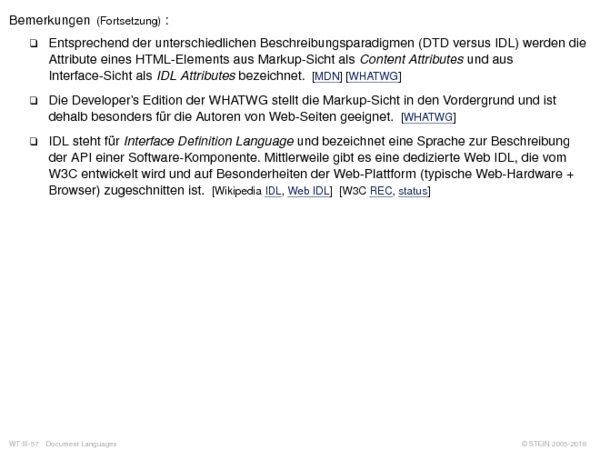 Bemerkungen (Fortsetzung) :
❑ Entsprechend der unterschiedlichen Beschreibungsparadigmen (DTD versus IDL) werden die
Attribute eines HTML-Elements aus Markup-Sicht als Content Attributes und aus
Interface-Sicht als IDL Attributes bezeichnet. [MDN] [WHATWG]
❑ Die Developer's Edition der WHATWG stellt die Markup-Sicht in den Vordergrund und ist
dehalb besonders für die Autoren von Web-Seiten geeignet. [WHATWG]
❑ IDL steht für Interface Definition Language und bezeichnet eine Sprache zur Beschreibung
der API einer Software-Komponente. Mittlerweile gibt es eine dedizierte Web IDL, die vom
W3C entwickelt wird und auf Besonderheiten der Web-Plattform (typische Web-Hardware +
Browser) zugeschnitten ist. [Wikipedia IDL, Web IDL] [W3C REC, status]
WT:III-57 Document Languages
© STEIN 2005-2018